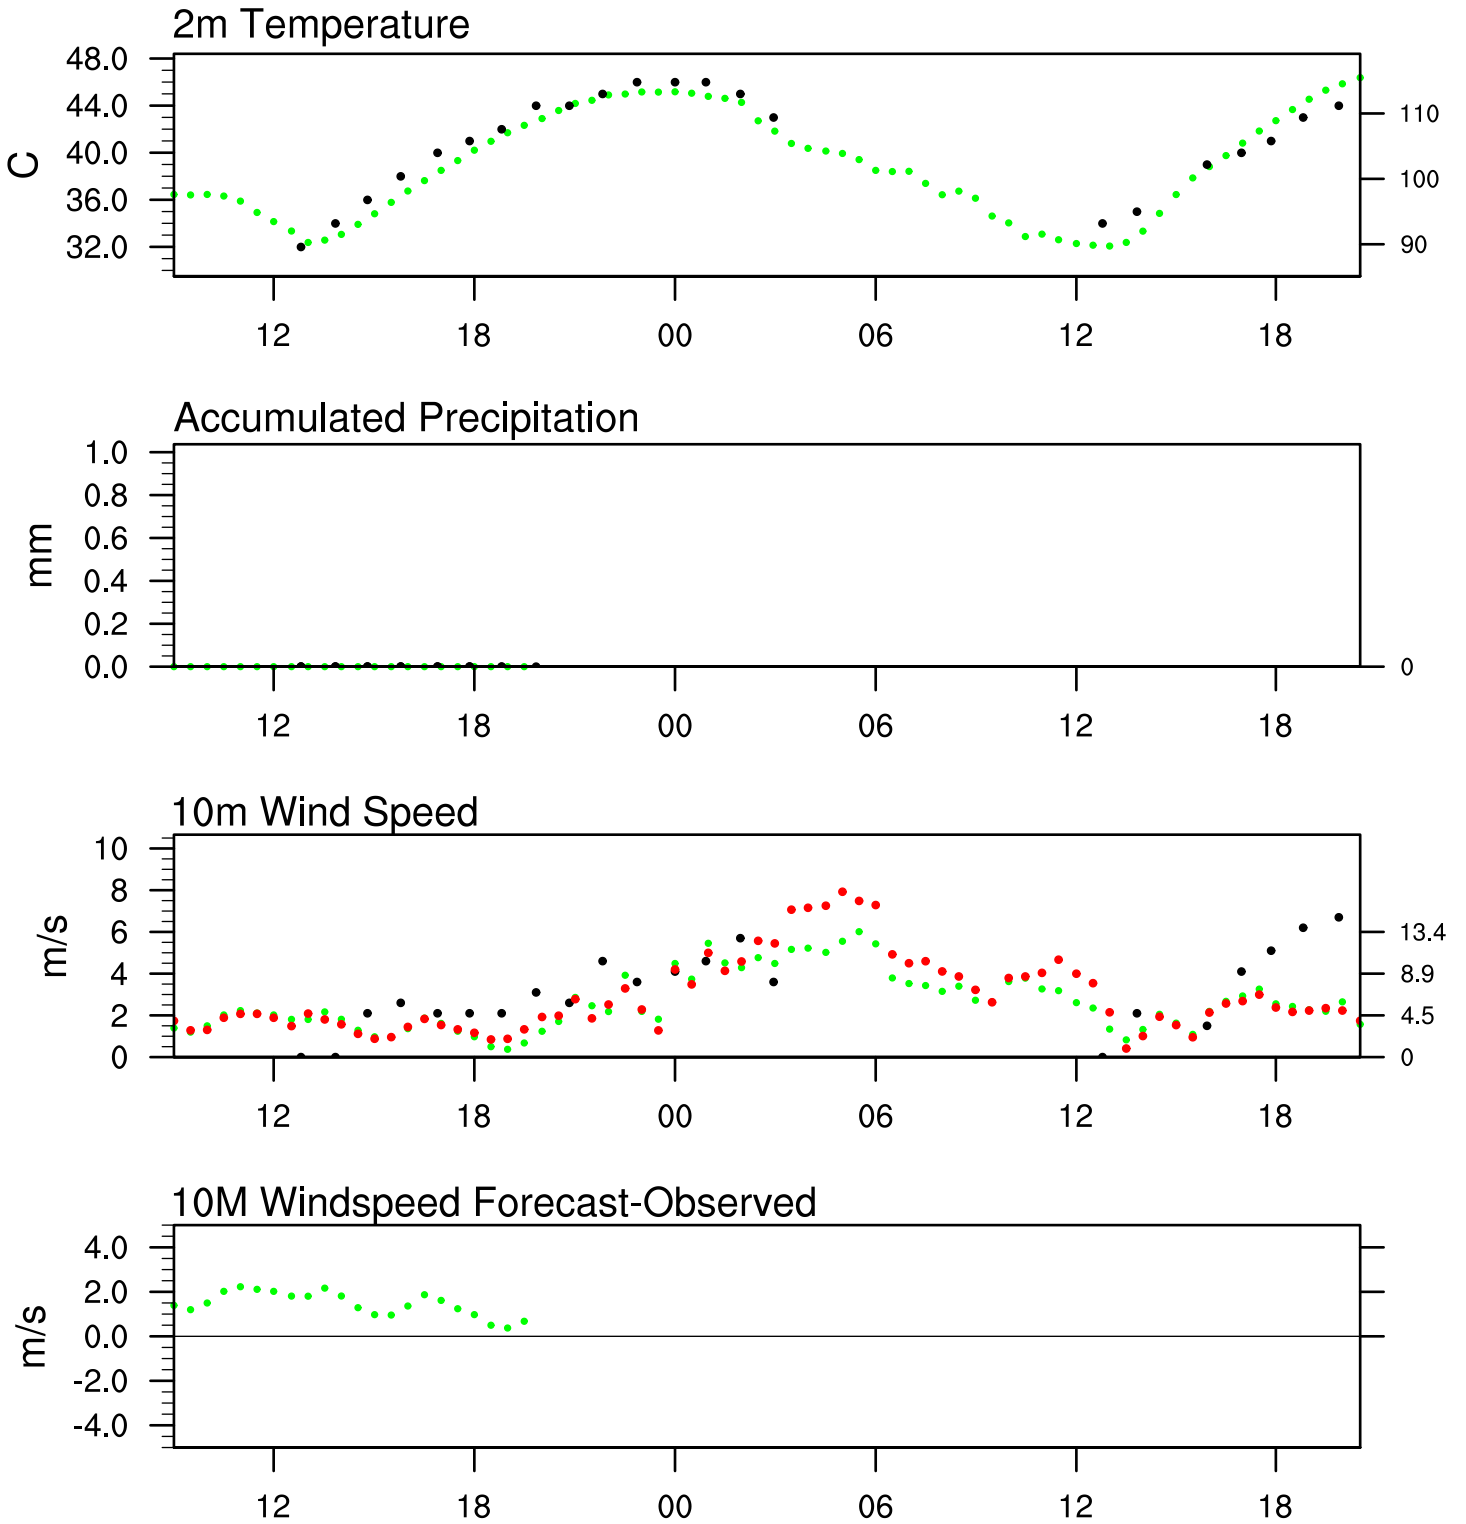 2m Temperature
48.0
44.0
40.0
36.0
32.0
C
110
100
90
12 18 00 06 12 18
Accumulated Precipitation
1.0
0.8
0.6
0.4
0.2
0.0
mm
0
12 18 00 06 12 18
10m Wind Speed
10
8
6
4
2
0
m/s
13.4
8.9
4.5
0
12 18 00 06 12 18
10M Windspeed Forecast-Observed
4.0
2.0
0.0
-2.0
-4.0
m/s
12 18 00 06 12 18